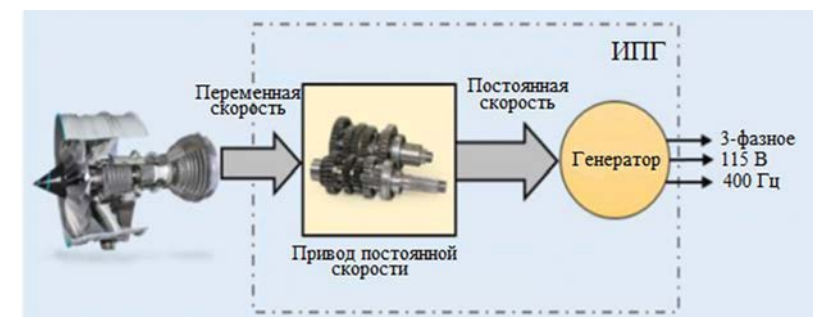 ИПГ
Переменная
скорость
Постоянная
скорость
Генератор
3-фазное
115 В
400 Гц
Привод постоянной
скорости